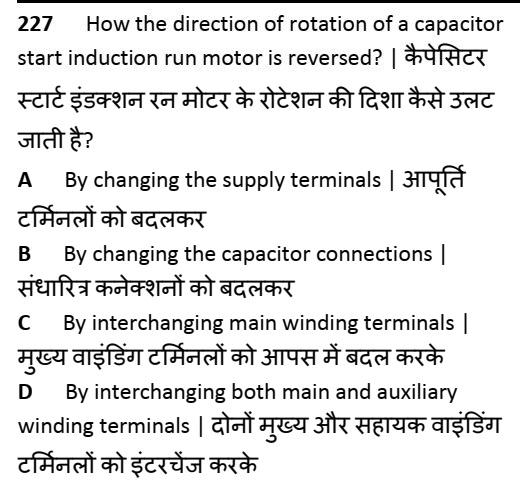 227 How the direction of rotation of a capacitor
start induction run motor is reversed? | कैपेसिटर
स्टार्ट इंडक्शन रन मोटर के रोटेशन की दिशा कैसे उलट
जाती है?
A By changing the supply terminals | आपूर्ति
टर्मिनलों को बदलकर
B By changing the capacitor connections |
संधारित्र कनेक्शनों को बदलकर
C By interchanging main winding terminals |
मुख्य वाइंडिंग टर्मिनलों को आपस में बदल करके
D By interchanging both main and auxiliary
winding terminals | दोनों मुख्य और सहायक वाइंडिंग
टर्मिनलों को इंटरचेंज करके